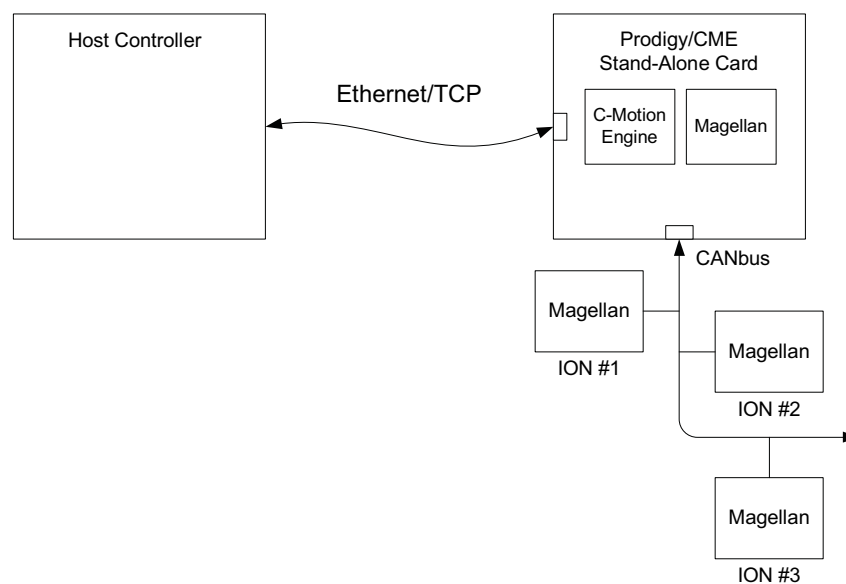 Host Controller
Prodigy/CME
Stand-Alone Card
Ethernet/TCP
C-Motion
Engine
Magellan
CANbus
Magellan
ION #1
Magellan
ION #2
Magellan
ION #3